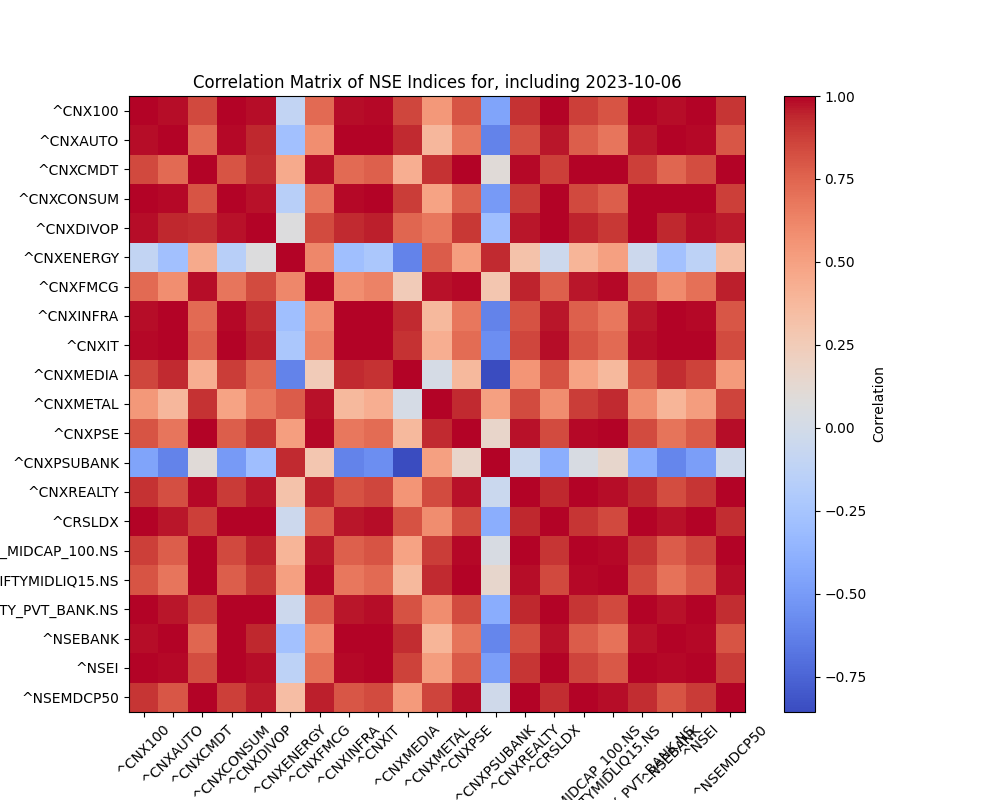 Correlation Matrix of NSE Indices for, including 2023-10-06
^CNX100
^CNXAUTO
^CNXCMDT
^CNXCONSUM
^CNXDIVOP
^CNXENERGY
^CNXFMCG
^CNXINFRA
^CNXIT
^CNXMEDIA
^CNXMETAL
^CNXPSE
^CNXPSUBANK
^CNXREALTY
^CRSLDX
_MIDCAP_100.NS
IFTYMIDLIQ15.NS
TY_PVT_BANK.NS
^NSEBANK
^NSEI
^NSEMDCP50
^CNX100
^CNXAUTO
^CNXCMDT
^CNXCONSUM
^CNXDIVOP
^CNXENERGY
^CNXFMCG
^CNXINFRA
^CNXIT
^CNXMEDIA
^CNXMETAL
^CNXPSE
^CNXPSUBANK
^CNXREALTY
^CRSLDX
MIDCAP_100.NS
TYMIDLIQ15.NS
PVT_BANK.NS
^NSEBANK
^NSEI
^NSEMDCP50
1.00
0.75
0.50
0.25
0.00
−0.25
−0.50
−0.75
Correlation